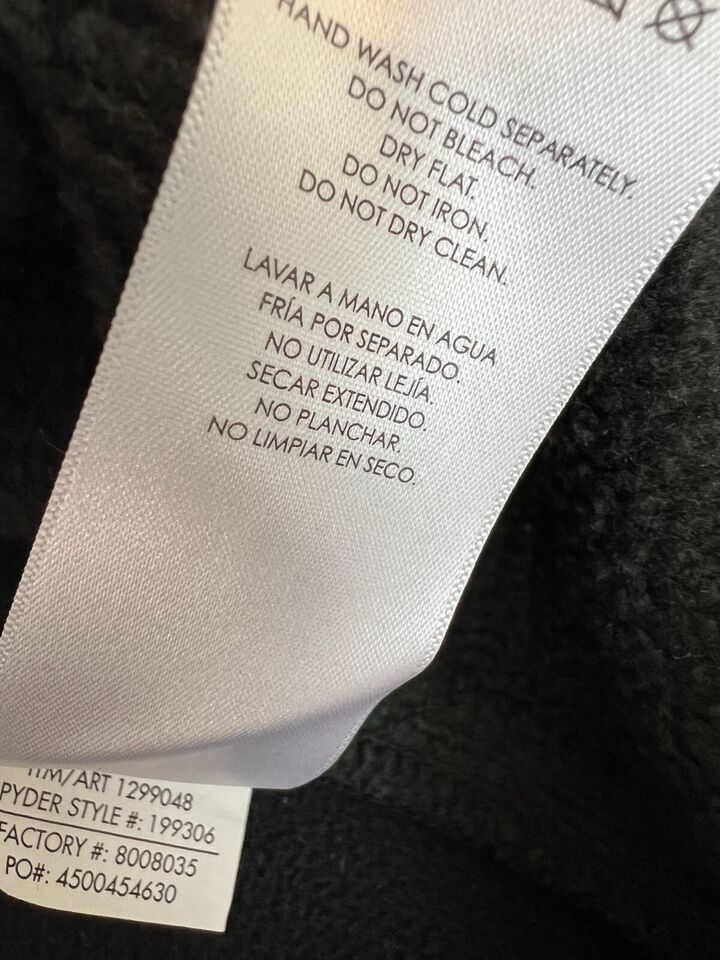 HAND WASH COLD SEPARATELY.
DO NOT BLEACH.
DRY FLAT.
DO NOT IRON.
DO NOT DRY CLEAN.
LAVAR A MANO EN AGUA
FRÍA POR SEPARADO.
NO UTILIZAR LEJÍA.
SECAR EXTENDIDO.
NO PLANCHAR.
NO LIMPIAR EN SECO.
ITM/ART 1299048
PYDER STYLE #: 199306
FACTORY #: 8008035
PO#: 4500454630